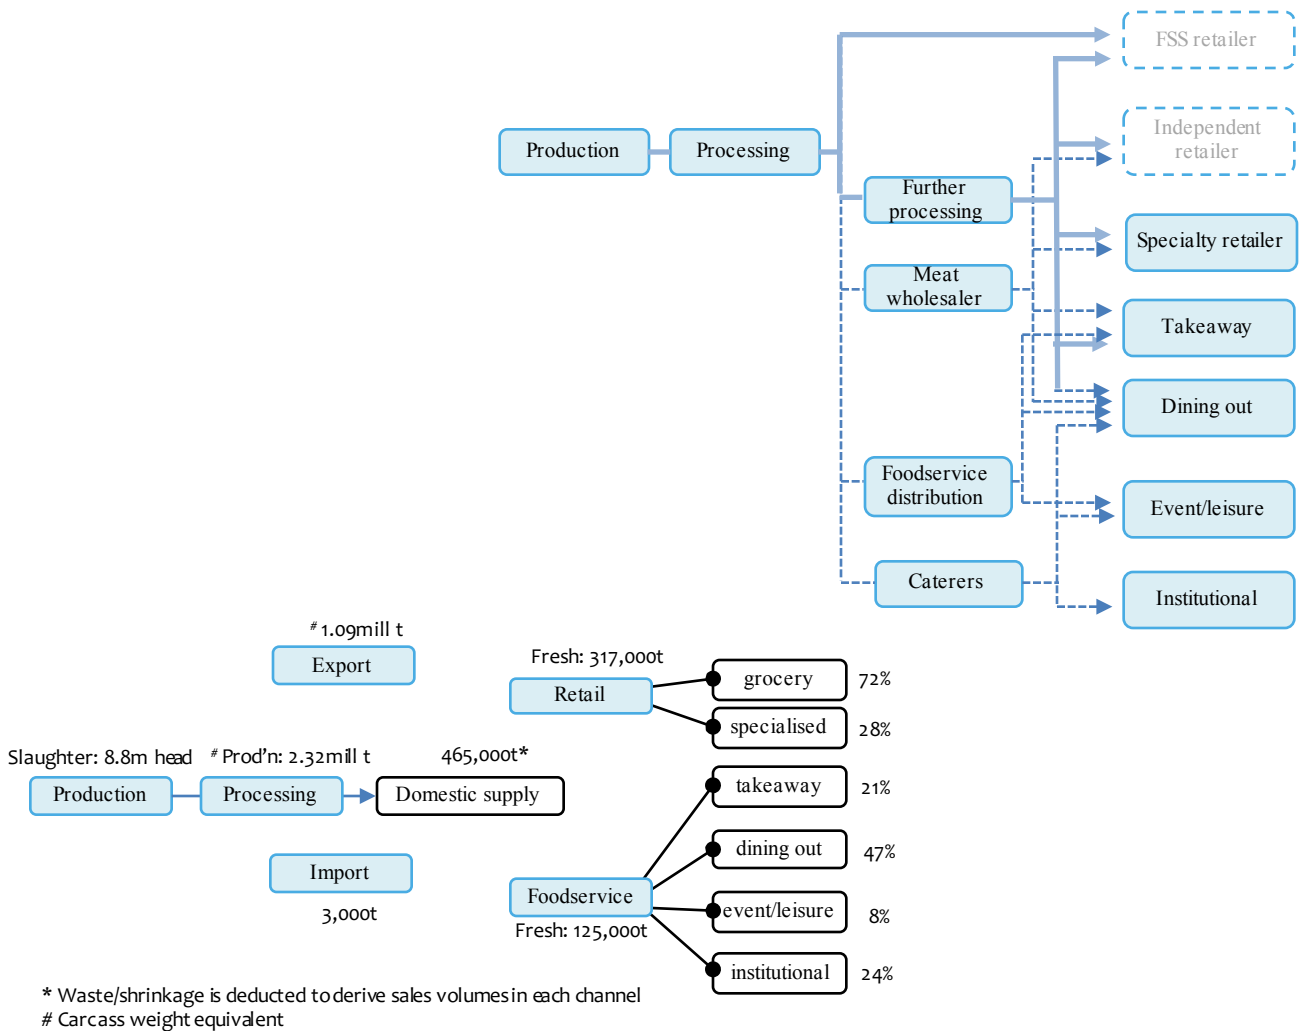 FSS retailer
Independent
retailer
Production
Processing
Further
processing
Specialty retailer
Meat
wholesaler
Takeaway
Dining out
Foodservice
distribution
Event/leisure
Caterers
Institutional
# 1.09mill t
Export
Fresh: 317,000t
Retail
grocery
72%
specialised
28%
Slaughter: 8.8m head
# Prod'n: 2.32mill t
465,000t*
Production
Processing
Domestic supply
takeaway
21%
dining out
47%
Import
3,000t
Foodservice
Fresh: 125,000t
event/leisure
8%
institutional
24%
* Waste/shrinkage is deducted to derive sales volumes in each channel
# Carcass weight equivalent